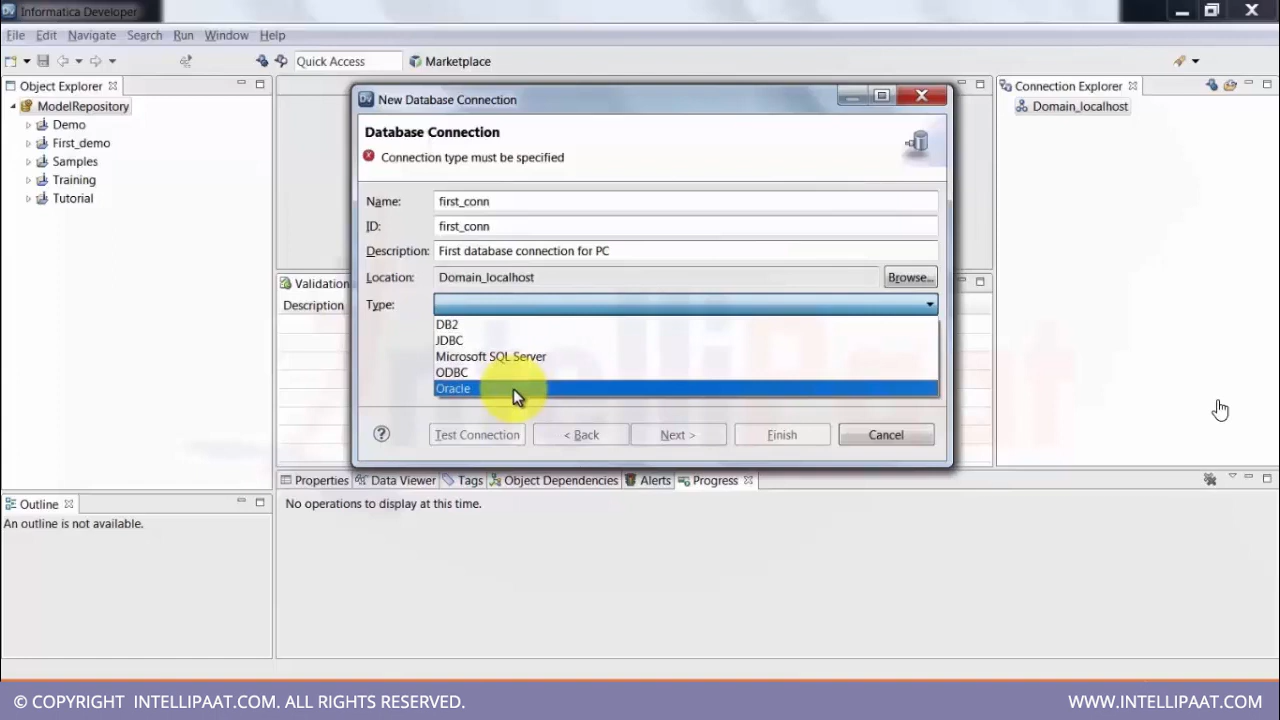 Informatica Developer
File Edit Navigate Search Run Window Help
Quick Access
Marketplace
Object Explorer
ModelRepository
Demo
First_demo
Samples
Training
Tutorial
New Database Connection
Database Connection
Connection type must be specified
Name: first_conn
ID: first_conn
Description: First database connection for PC
Location: Domain_localhost Browse...
Type:
DB2
JDBC
Microsoft SQL Server
ODBC
Oracle
Test Connection < Back Next > Finish Cancel
Validation
Description
Connection Explorer
Domain_localhost
Outline
An outline is not available.
Properties Data Viewer Tags Object Dependencies Alerts Progress
No operations to display at this time.
© COPYRIGHT INTELLIPAAT.COM. ALL RIGHTS RESERVED.
WWW.INTELLIPAAT.COM